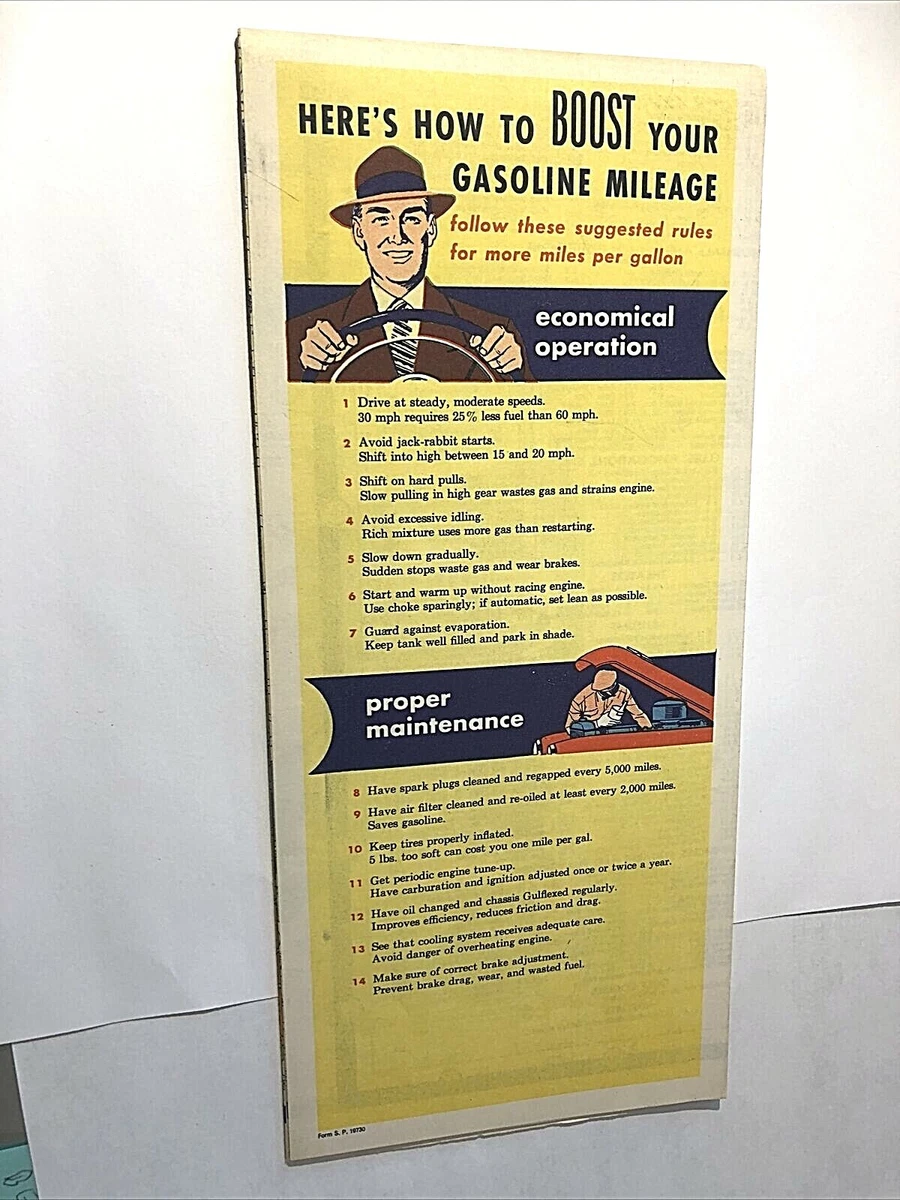 HERE'S HOW TO BOOST YOUR
GASOLINE MILEAGE
follow these suggested rules
for more miles per gallon
economical
operation
1 Drive at steady, moderate speeds.
30 mph requires 25% less fuel than 60 mph.
2 Avoid jack-rabbit starts.
Shift into high between 15 and 20 mph.
3 Shift on hard pulls.
Slow pulling in high gear wastes gas and strains engine.
4 Avoid excessive idling.
Rich mixture uses more gas than restarting.
5 Slow down gradually.
Sudden stops waste gas and wear brakes.
6 Start and warm up without racing engine.
Use choke sparingly; if automatic, set lean as possible.
7 Guard against evaporation.
Keep tank well filled and park in shade.
proper
maintenance
8 Have spark plugs cleaned and regapped every 5,000 miles.
9 Have air filter cleaned and re-oiled at least every 2,000 miles.
Saves gasoline.
10 Keep tires properly inflated.
5 lbs. too soft can cost you one mile per gal.
11 Get periodic engine tune-up.
Have carburation and ignition adjusted once or twice a year.
12 Have oil changed and chassis Gulflexed regularly.
Improves efficiency, reduces friction and drag.
13 See that cooling system receives adequate care.
Avoid danger of overheating engine.
14 Make sure of correct brake adjustment.
Prevent brake drag, wear, and wasted fuel.
Form S. P. 19730